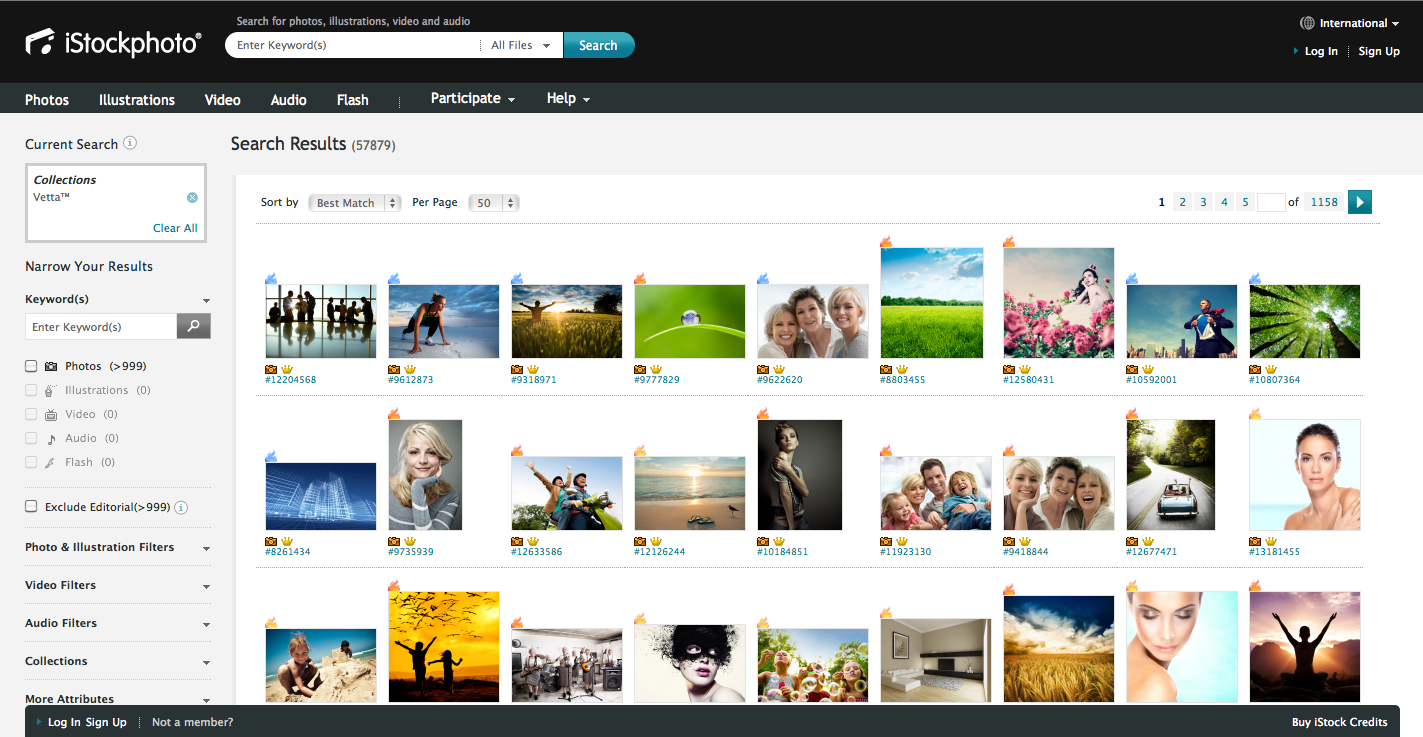 Search for photos, illustrations, video and audio
International
iStockphoto®
Enter Keyword(s)
All Files
Search
Log In
Sign Up
Photos
Illustrations
Video
Audio
Flash
Participate
Help
Current Search
Search Results (57879)
Collections
Vetta™
Clear All
Sort by
Best Match
Per Page
50
1 2 3 4 5 of 1158
Narrow Your Results
Keyword(s)
Enter Keyword(s)
Photos (>999)
Illustrations (0)
Video (0)
Audio (0)
Flash (0)
Exclude Editorial(>999)
Photo & Illustration Filters
Video Filters
Audio Filters
Collections
More Attributes
#12204568
#9612873
#9318971
#9777829
#9622620
#8803455
#12580431
#10592001
#10807364
#8261434
#9735939
#12633586
#12126244
#10184851
#11923130
#9418844
#12677471
#13181455
Log In Sign Up
Not a member?
Buy iStock Credits